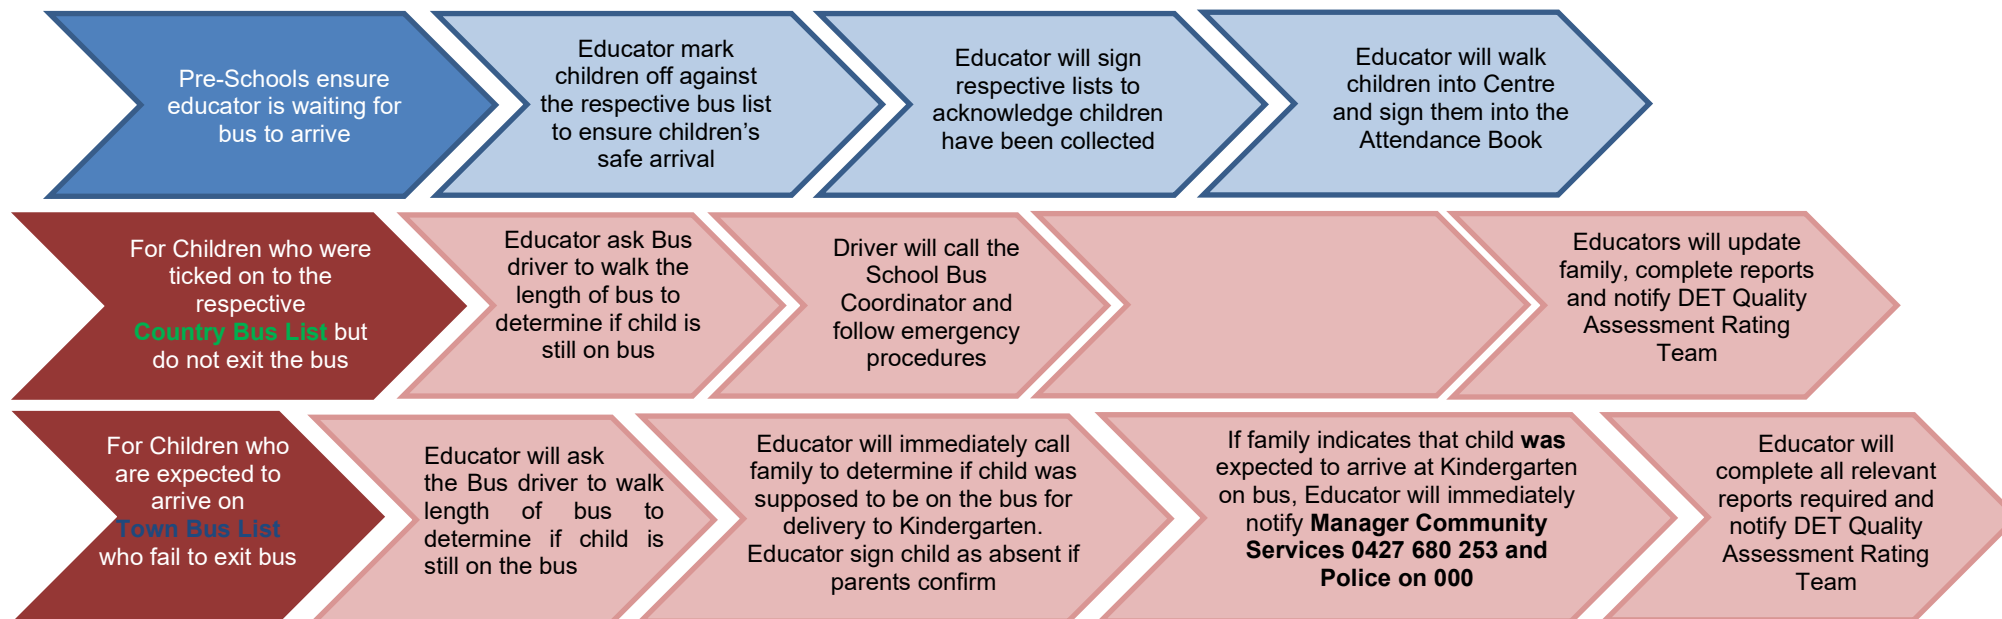 Pre-Schools ensure
educator is waiting for
bus to arrive
Educator mark
children off against
the respective bus list
to ensure children’s
safe arrival
Educator will sign
respective lists to
acknowledge children
have been collected
Educator will walk
children into Centre
and sign them into the
Attendance Book
For Children who were
ticked on to the
respective
Country Bus List but
do not exit the bus
Educator ask Bus
driver to walk the
length of bus to
determine if child is
still on bus
Driver will call the
School Bus
Coordinator and
follow emergency
procedures
Educators will update
family, complete reports
and notify DET Quality
Assessment Rating
Team
For Children who
are expected to
arrive on
Town Bus List
who fail to exit bus
Educator will ask
the Bus driver to walk
length of bus to
determine if child is
still on the bus
Educator will immediately call
family to determine if child was
supposed to be on the bus for
delivery to Kindergarten.
Educator sign child as absent if
parents confirm
If family indicates that child was
expected to arrive at Kindergarten
on bus, Educator will immediately
notify Manager Community
Services 0427 680 253 and
Police on 000
Educator will
complete all relevant
reports required and
notify DET Quality
Assessment Rating
Team